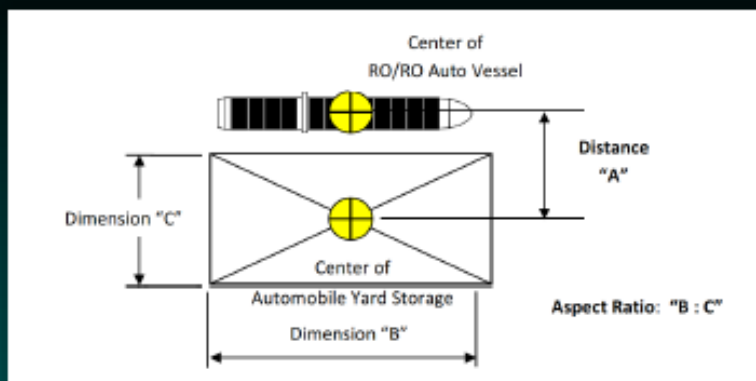 Center of
RO/RO Auto Vessel
Distance
“A”
Dimension “C”
Center of
Automobile Yard Storage
Aspect Ratio: “B : C”
Dimension “B”